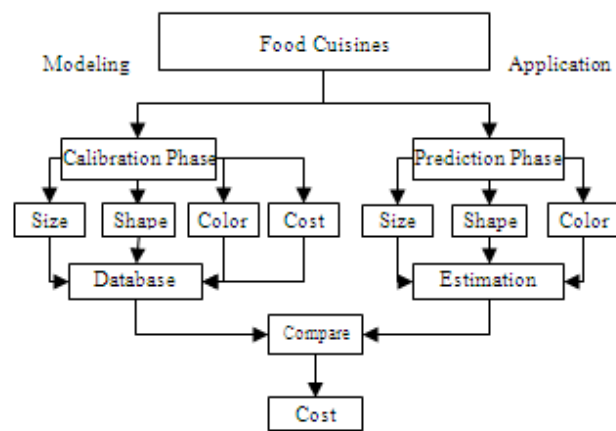 Food Cuisines
Modeling
Application
Calibration Phase
Prediction Phase
Size
Shape
Color
Cost
Size
Shape
Color
Database
Estimation
Compare
Cost